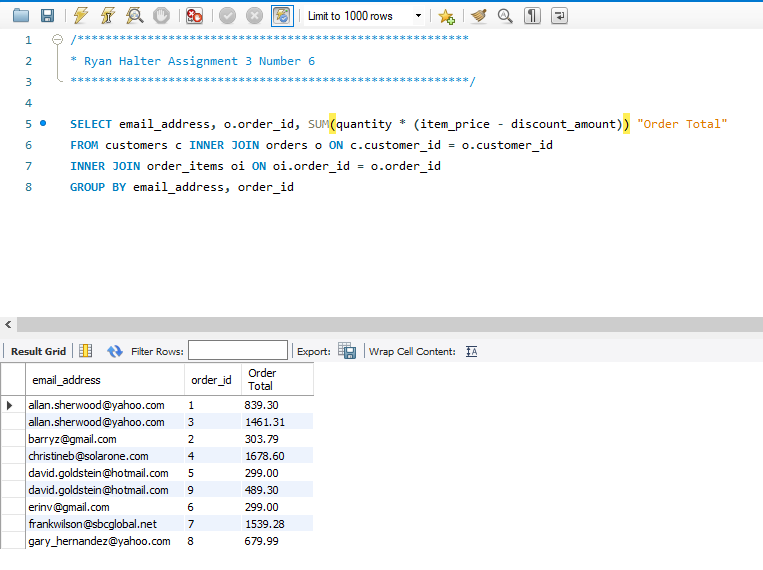 Limit to 1000 rows
1 /********************************************************
2 * Ryan Halter Assignment 3 Number 6
3 *********************************************************/
4
5 SELECT email_address, o.order_id, SUM(quantity * (item_price - discount_amount)) "Order Total"
6 FROM customers c INNER JOIN orders o ON c.customer_id = o.customer_id
7 INNER JOIN order_items oi ON oi.order_id = o.order_id
8 GROUP BY email_address, order_id
Result Grid Filter Rows: Export: Wrap Cell Content: IA
email_address order_id Order Total
allan.sherwood@yahoo.com 1 839.30
allan.sherwood@yahoo.com 3 1461.31
barryz@gmail.com 2 303.79
christineb@solarone.com 4 1678.60
david.goldstein@hotmail.com 5 299.00
david.goldstein@hotmail.com 9 489.30
erinv@gmail.com 6 299.00
frankwilson@sbcglobal.net 7 1539.28
gary_hernandez@yahoo.com 8 679.99